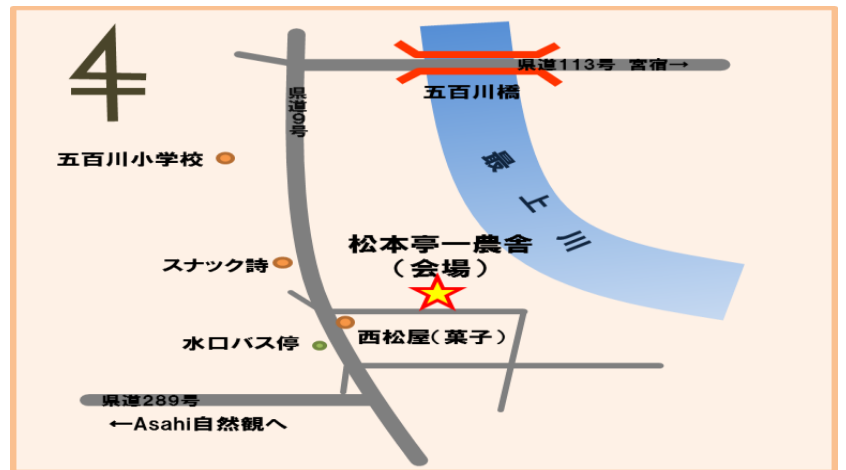 県道113号 宮宿→
五百川橋
県道9号
五百川小学校
最上川
松本亭一農舎
（会場）
スナック詩
西松屋（菓子）
水口バス停
県道289号
←Asahi自然観へ